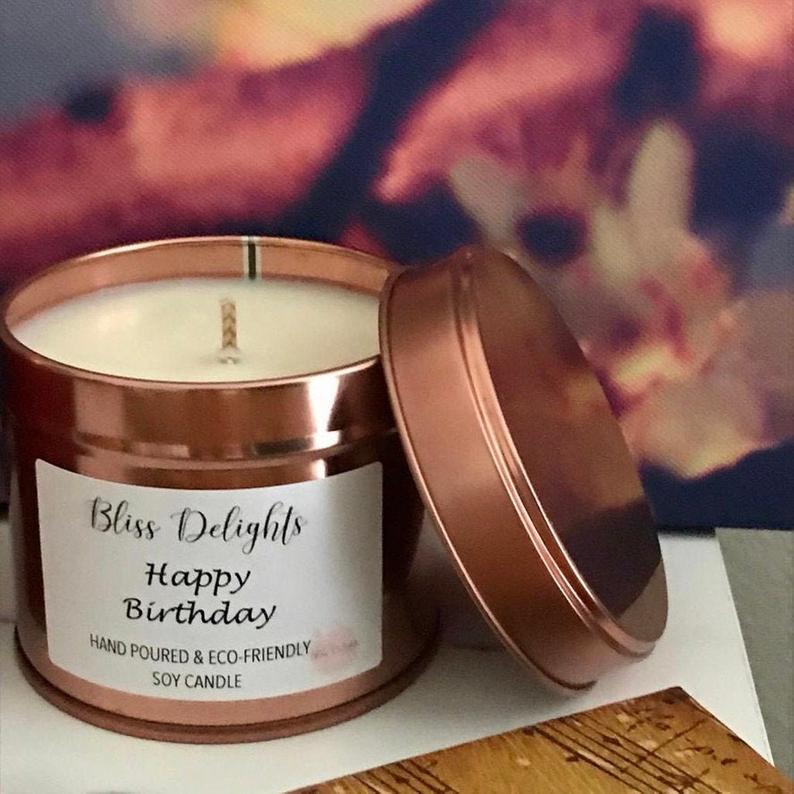 Bliss Delights
Happy
Birthday
HAND POURED & ECO-FRIENDLY
SOY CANDLE